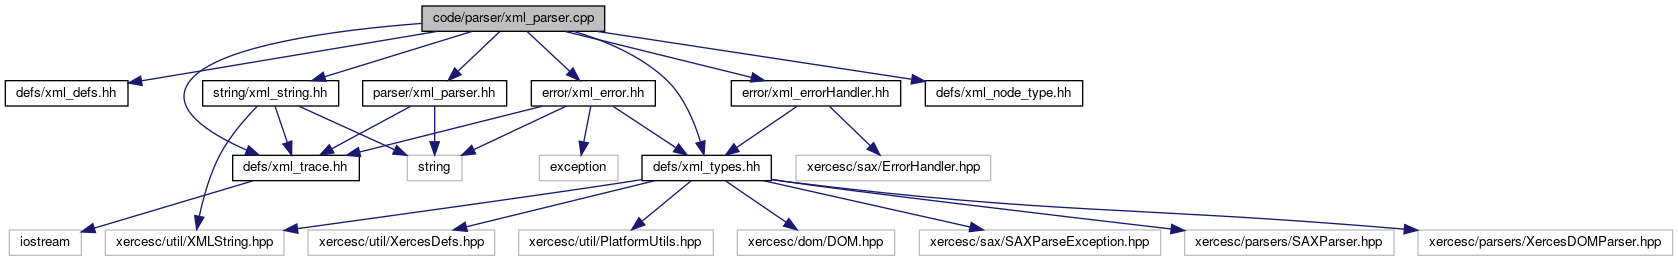 code/parser/xml_parser.cpp
defs/xml_defs.hh
string/xml_string.hh
parser/xml_parser.hh
error/xml_error.hh
error/xml_errorHandler.hh
defs/xml_node_type.hh
defs/xml_trace.hh
string
exception
defs/xml_types.hh
xercesc/sax/ErrorHandler.hpp
iostream
xercesc/util/XMLString.hpp
xercesc/util/XercesDefs.hpp
xercesc/util/PlatformUtils.hpp
xercesc/dom/DOM.hpp
xercesc/sax/SAXParseException.hpp
xercesc/parsers/SAXParser.hpp
xercesc/parsers/XercesDOMParser.hpp